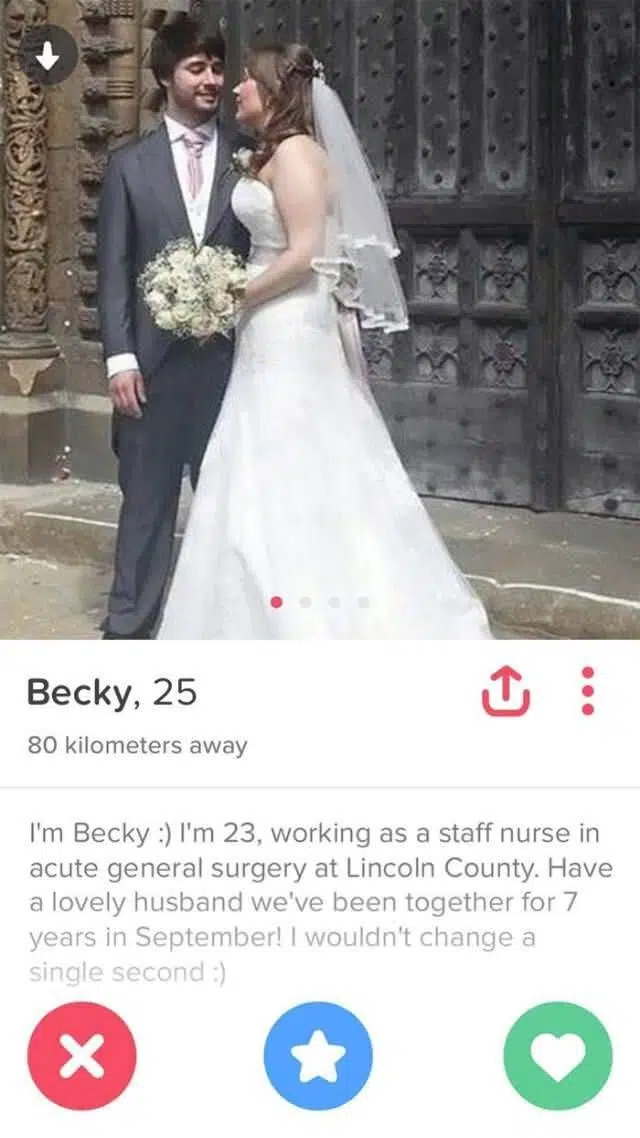 Becky, 25
80 kilometers away
I'm Becky :) I'm 23, working as a staff nurse in
acute general surgery at Lincoln County. Have
a lovely husband we've been together for 7
years in September! I wouldn't change a
single second :)